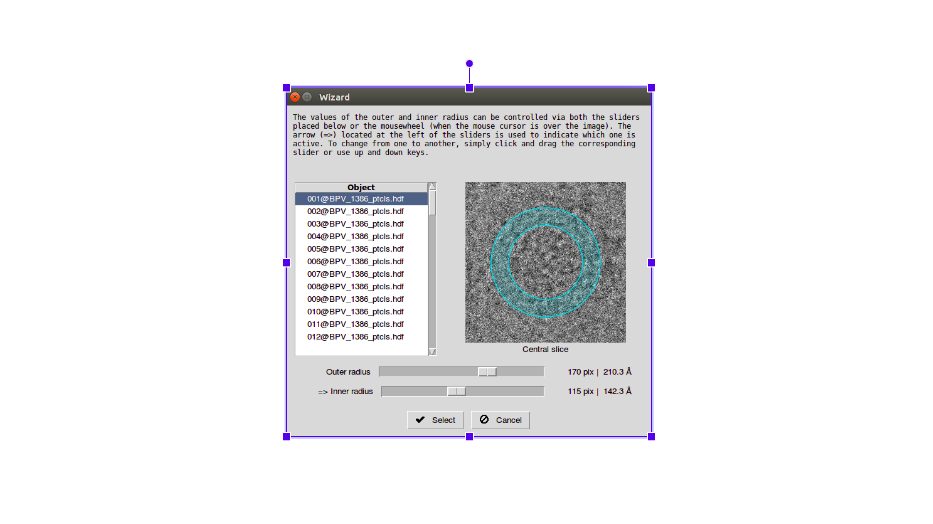 Wizard
The values of the outer and inner radius can be controlled via both the sliders
placed below or the mousewheel (when the mouse cursor is over the image). The
arrow (=>) located at the left of the sliders is used to indicate which one is
active. To change from one to another, simply click and drag the corresponding
slider or use up and down keys.
Object
001@BPV_1386_ptcls.hdf
002@BPV_1386_ptcls.hdf
003@BPV_1386_ptcls.hdf
004@BPV_1386_ptcls.hdf
005@BPV_1386_ptcls.hdf
006@BPV_1386_ptcls.hdf
007@BPV_1386_ptcls.hdf
008@BPV_1386_ptcls.hdf
009@BPV_1386_ptcls.hdf
010@BPV_1386_ptcls.hdf
011@BPV_1386_ptcls.hdf
012@BPV_1386_ptcls.hdf
Central slice
Outer radius 170 pix | 210.3 Å
=> Inner radius 115 pix | 142.3 Å
Select Cancel